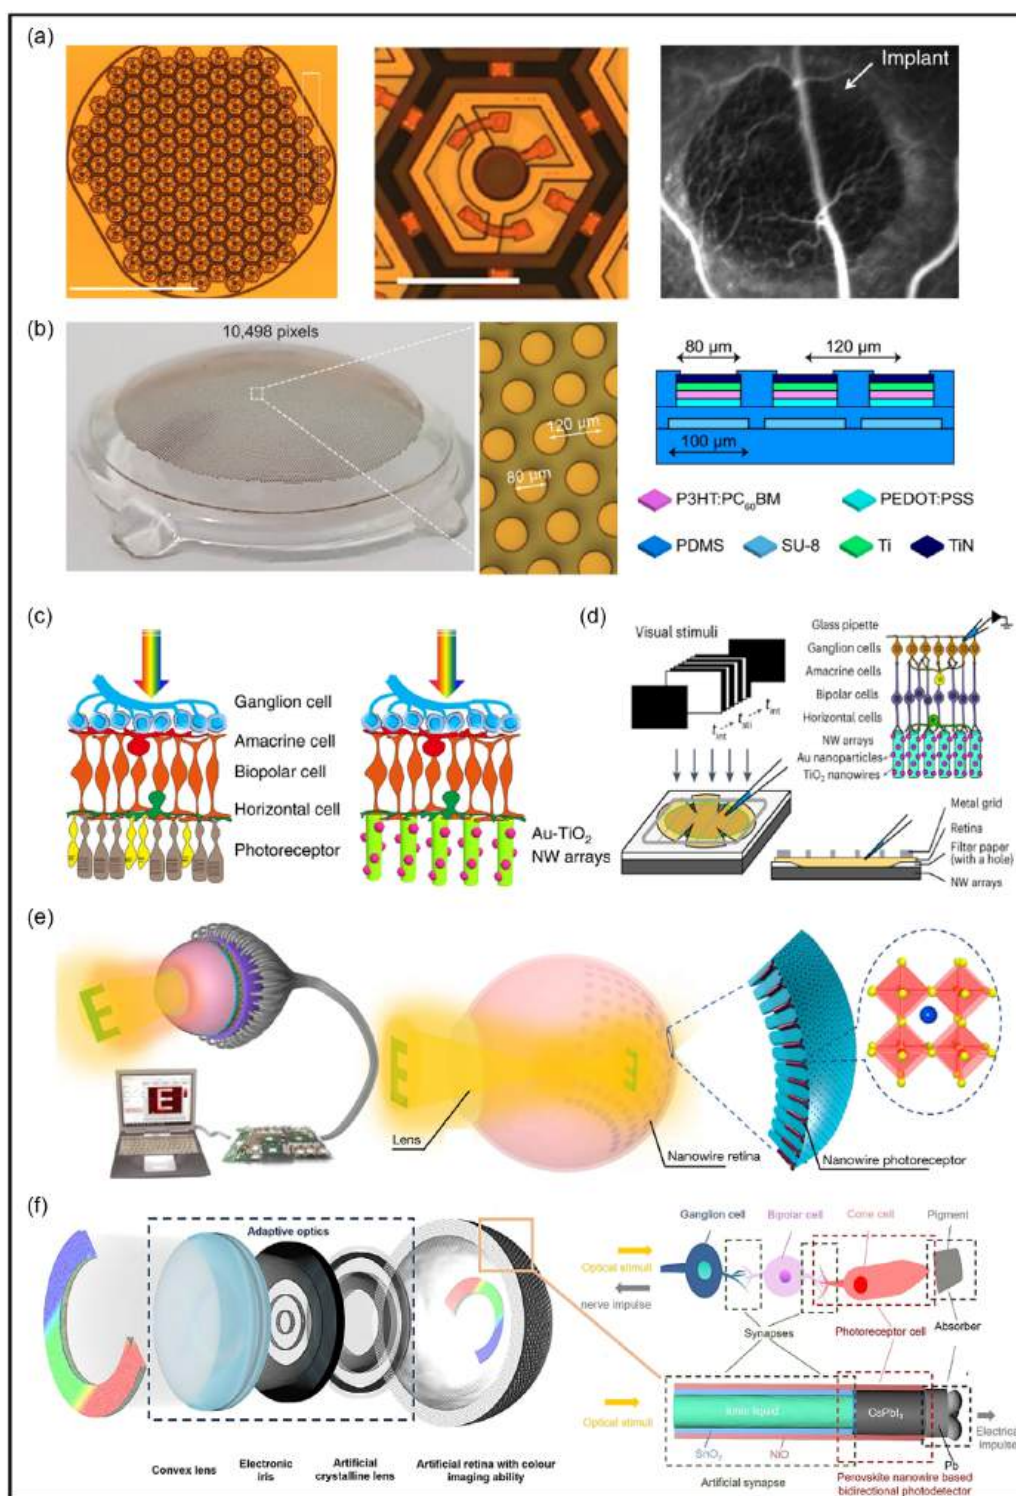 (a)
Implant
(b)
10,498 pixels
120 µm
80 µm
80 µm
120 µm
100 µm
P3HT:PC60BM
PEDOT:PSS
PDMS
SU-8
Ti
TiN
(c)
Ganglion cell
Amacrine cell
Biopolar cell
Horizontal cell
Photoreceptor
Au-TiO2
NW arrays
(d)
Visual stimuli
tint
tsti
tint
Glass pipette
Ganglion cells
Amacrine cells
Bipolar cells
Horizontal cells
NW arrays
Au nanoparticles
TiO2 nanowires
Metal grid
Retina
Filter paper
(with a hole)
NW arrays
(e)
E
E
E
E
Lens
Nanowire retina
Nanowire photoreceptor
(f)
Adaptive optics
Convex lens
Electronic
iris
Artificial
crystalline lens
Artificial retina with colour
imaging ability
Ganglion cell
Bipolar cell
Cone cell
Pigment
Optical stimuli
nerve impulse
Synapses
Photoreceptor cell
Absorber
Optical stimuli
Ionic liquid
CsPbI3
SnO2
NiO
Pb
Electrical
impulse
Artificial synapse
Perovskite nanowire based
bidirectional photodetector